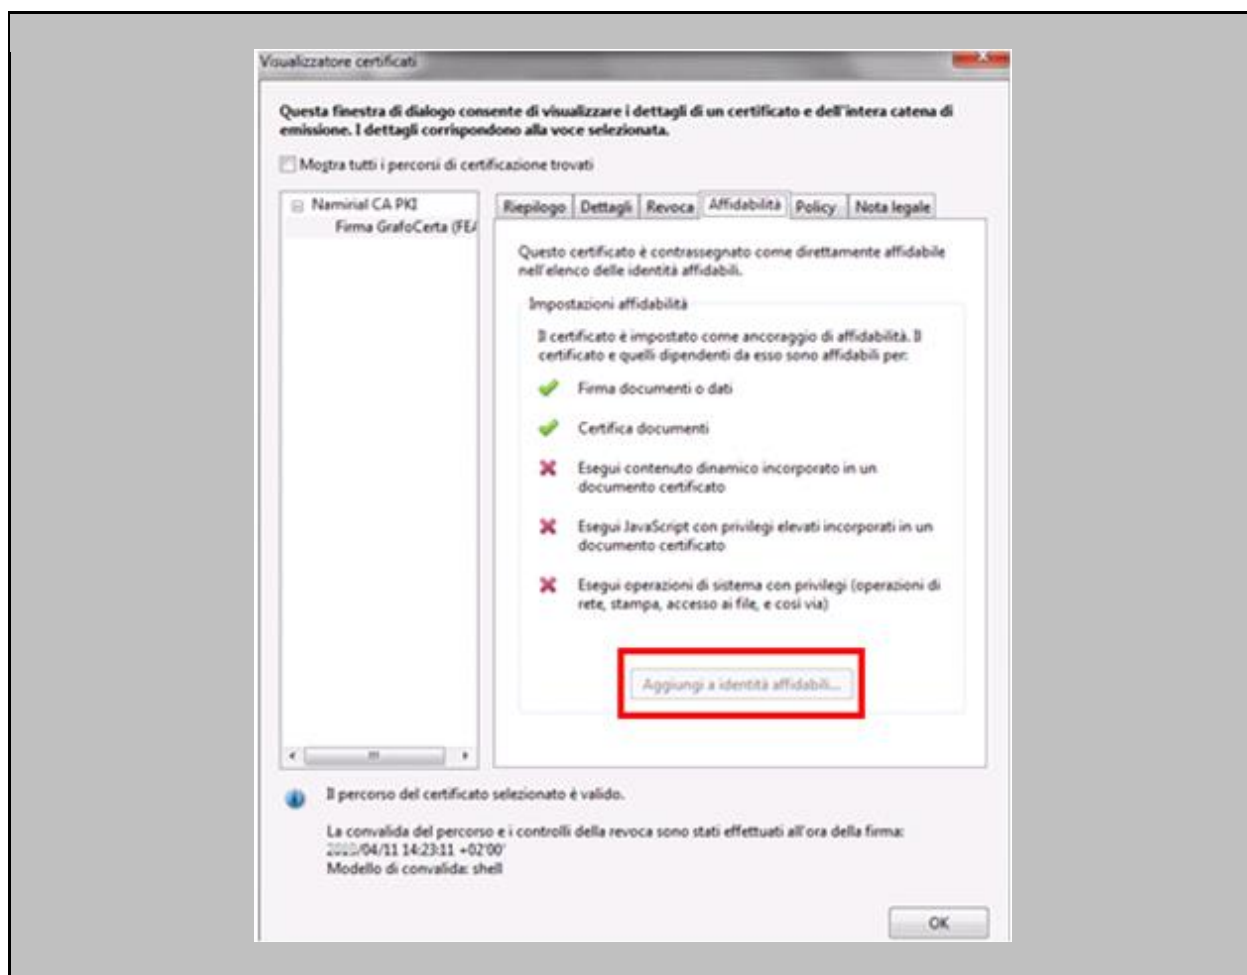 Visualizzatore certificati
Questa finestra di dialogo consente di visualizzare i dettagli di un certificato e dell'intera catena di
emissione. I dettagli corrispondono alla voce selezionata.
Mostra tutti i percorsi di certificazione trovati
Namirial CA PKI
Firma GrafoCerta (FEA
Riepilogo Dettagli Revoca Affidabilità Policy Nota legale
Questo certificato è contrassegnato come direttamente affidabile
nell'elenco delle identità affidabili.
Impostazioni affidabilità
Il certificato è impostato come ancoraggio di affidabilità. Il
certificato e quelli dipendenti da esso sono affidabili per:
Firma documenti o dati
Certifica documenti
Esegui contenuto dinamico incorporato in un
documento certificato
Esegui JavaScript con privilegi elevati incorporati in un
documento certificato
Esegui operazioni di sistema con privilegi (operazioni di
rete, stampa, accesso ai file, e così via)
Aggiungi a identità affidabili...
Il percorso del certificato selezionato è valido.
La convalida del percorso e i controlli della revoca sono stati effettuati all'ora della firma:
/04/11 14:23:11 +02'00'
Modello di convalida: shell
OK